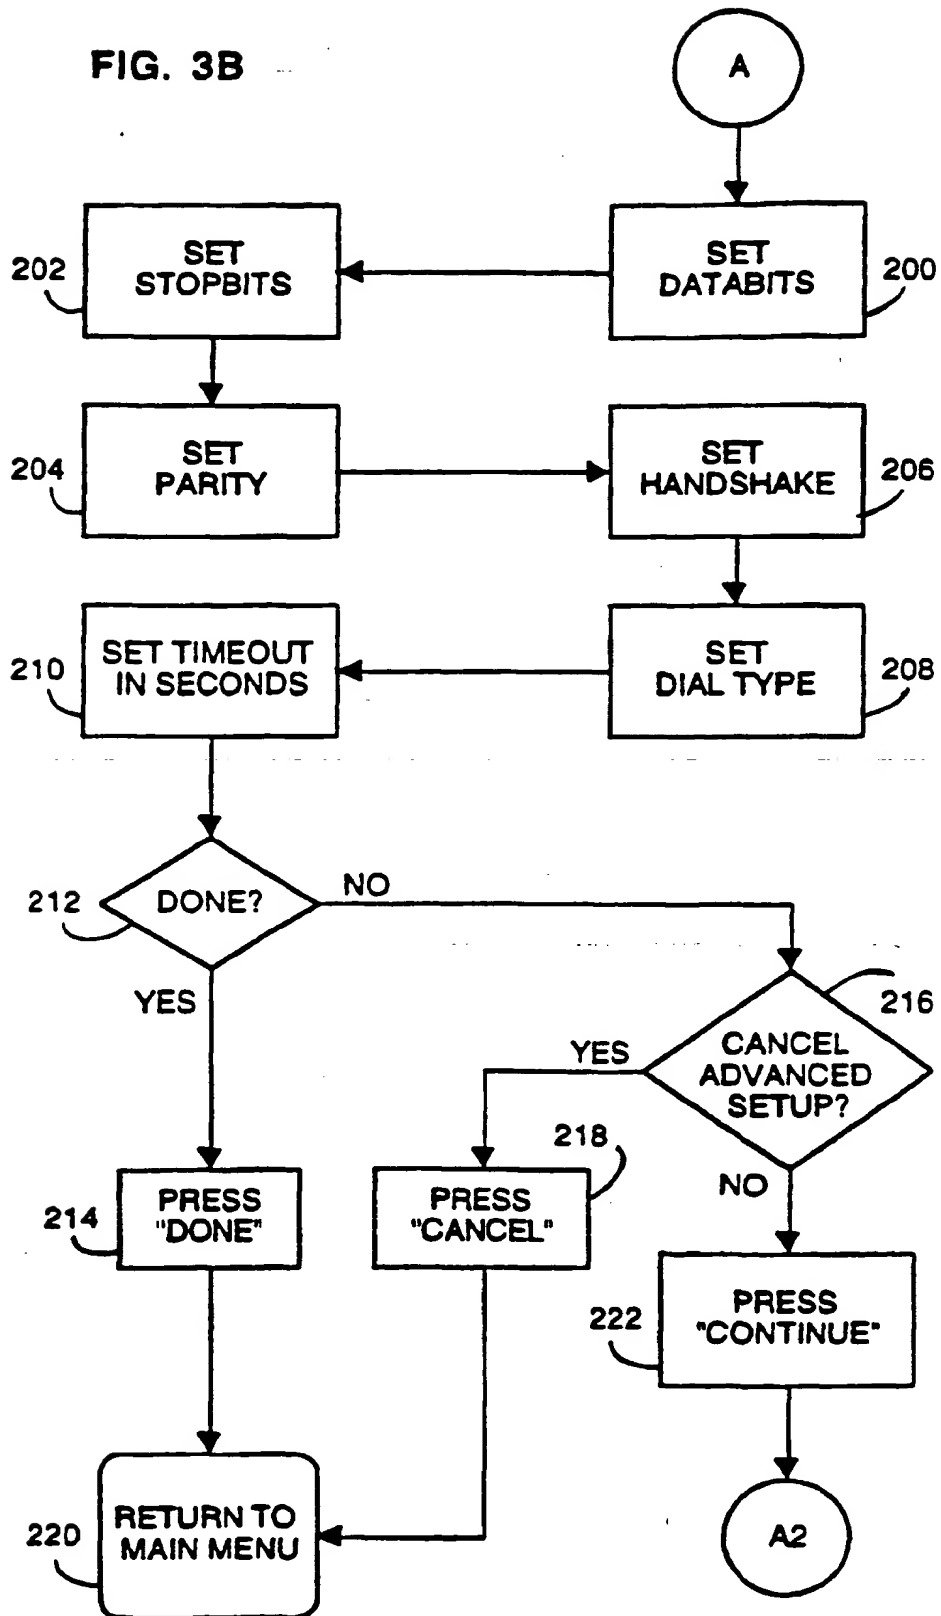 FIG. 3B
A
SET
STOPBITS
202
SET
DATABITS
200
SET
PARITY
204
SET
HANDSHAKE
206
SET TIMEOUT
IN SECONDS
210
SET
DIAL TYPE
208
DONE?
212
NO
YES
CANCEL
ADVANCED
SETUP?
216
YES
NO
PRESS
"DONE"
214
PRESS
"CANCEL"
218
PRESS
"CONTINUE"
222
RETURN TO
MAIN MENU
220
A2